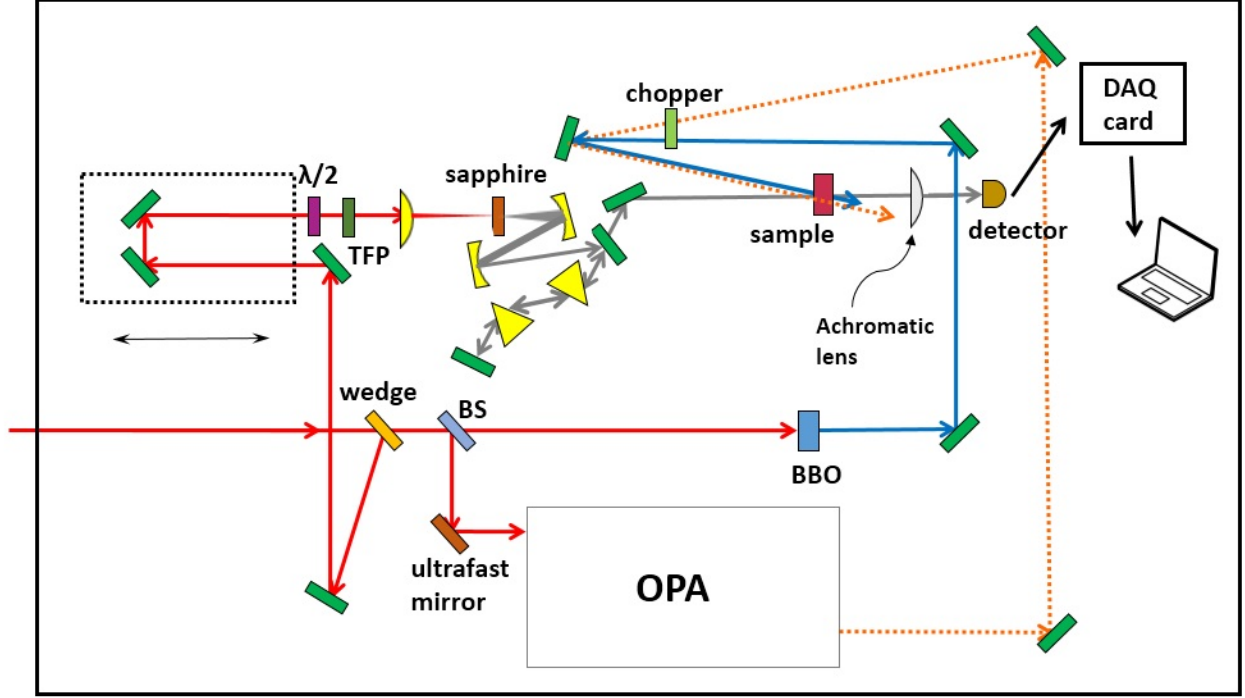 chopper
DAQ
card
λ/2
sapphire
TFP
sample
detector
Achromatic
lens
wedge
BS
BBO
ultrafast
mirror
OPA